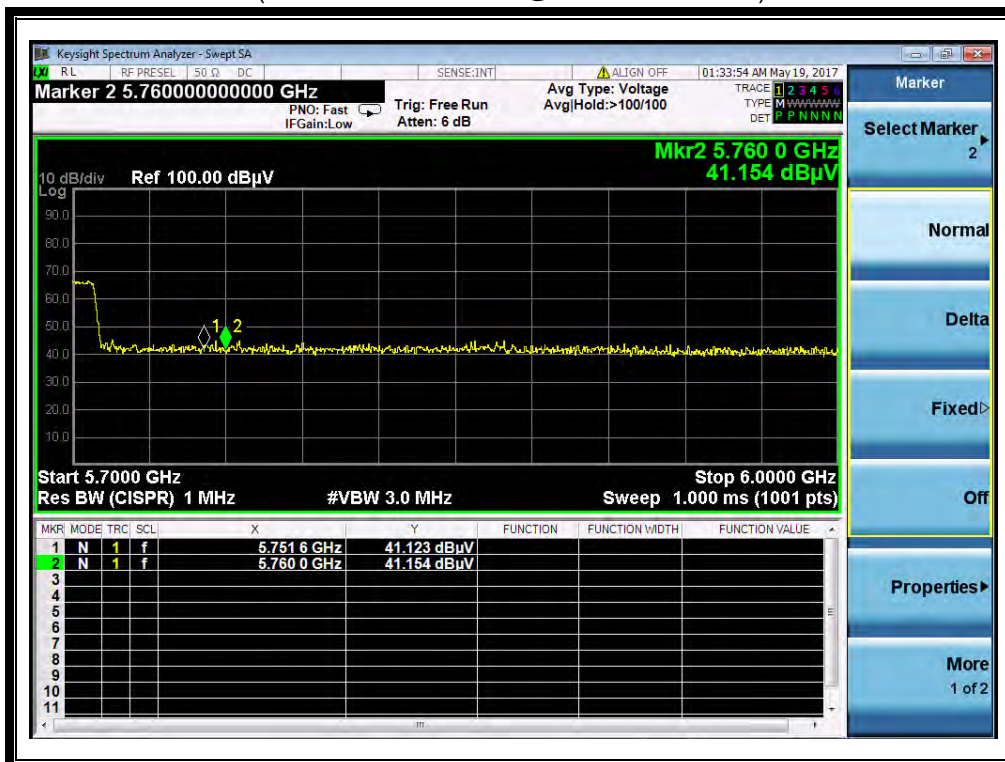 Keysight Spectrum Analyzer - Swept SA
LXI RL RF PRESEL 50 Ω DC SENSE:INT ALIGN OFF 01:33:54 AM May 19, 2017
Marker 2 5.760000000000 GHz
PNO: Fast
IFGain:Low
Trig: Free Run
Atten: 6 dB
Avg Type: Voltage
Avg|Hold:>100/100
TRACE 1 2 3 4 5 6
TYPE M WWWWW
DET P P N N N N
Mkr2 5.760 0 GHz
41.154 dBµV
10 dB/div Ref 100.00 dBµV
Log
90.0
80.0
70.0
60.0
50.0
40.0
30.0
20.0
10.0
1 2
Start 5.7000 GHz Stop 6.0000 GHz
Res BW (CISPR) 1 MHz #VBW 3.0 MHz Sweep 1.000 ms (1001 pts)
MKR MODE TRC SCL X Y FUNCTION FUNCTION WIDTH FUNCTION VALUE
1 N 1 f 5.751 6 GHz 41.123 dBµV
2 N 1 f 5.760 0 GHz 41.154 dBµV
3
4
5
6
7
8
9
10
11
Marker
Select Marker
2
Normal
Delta
Fixed
Off
Properties
More
1 of 2